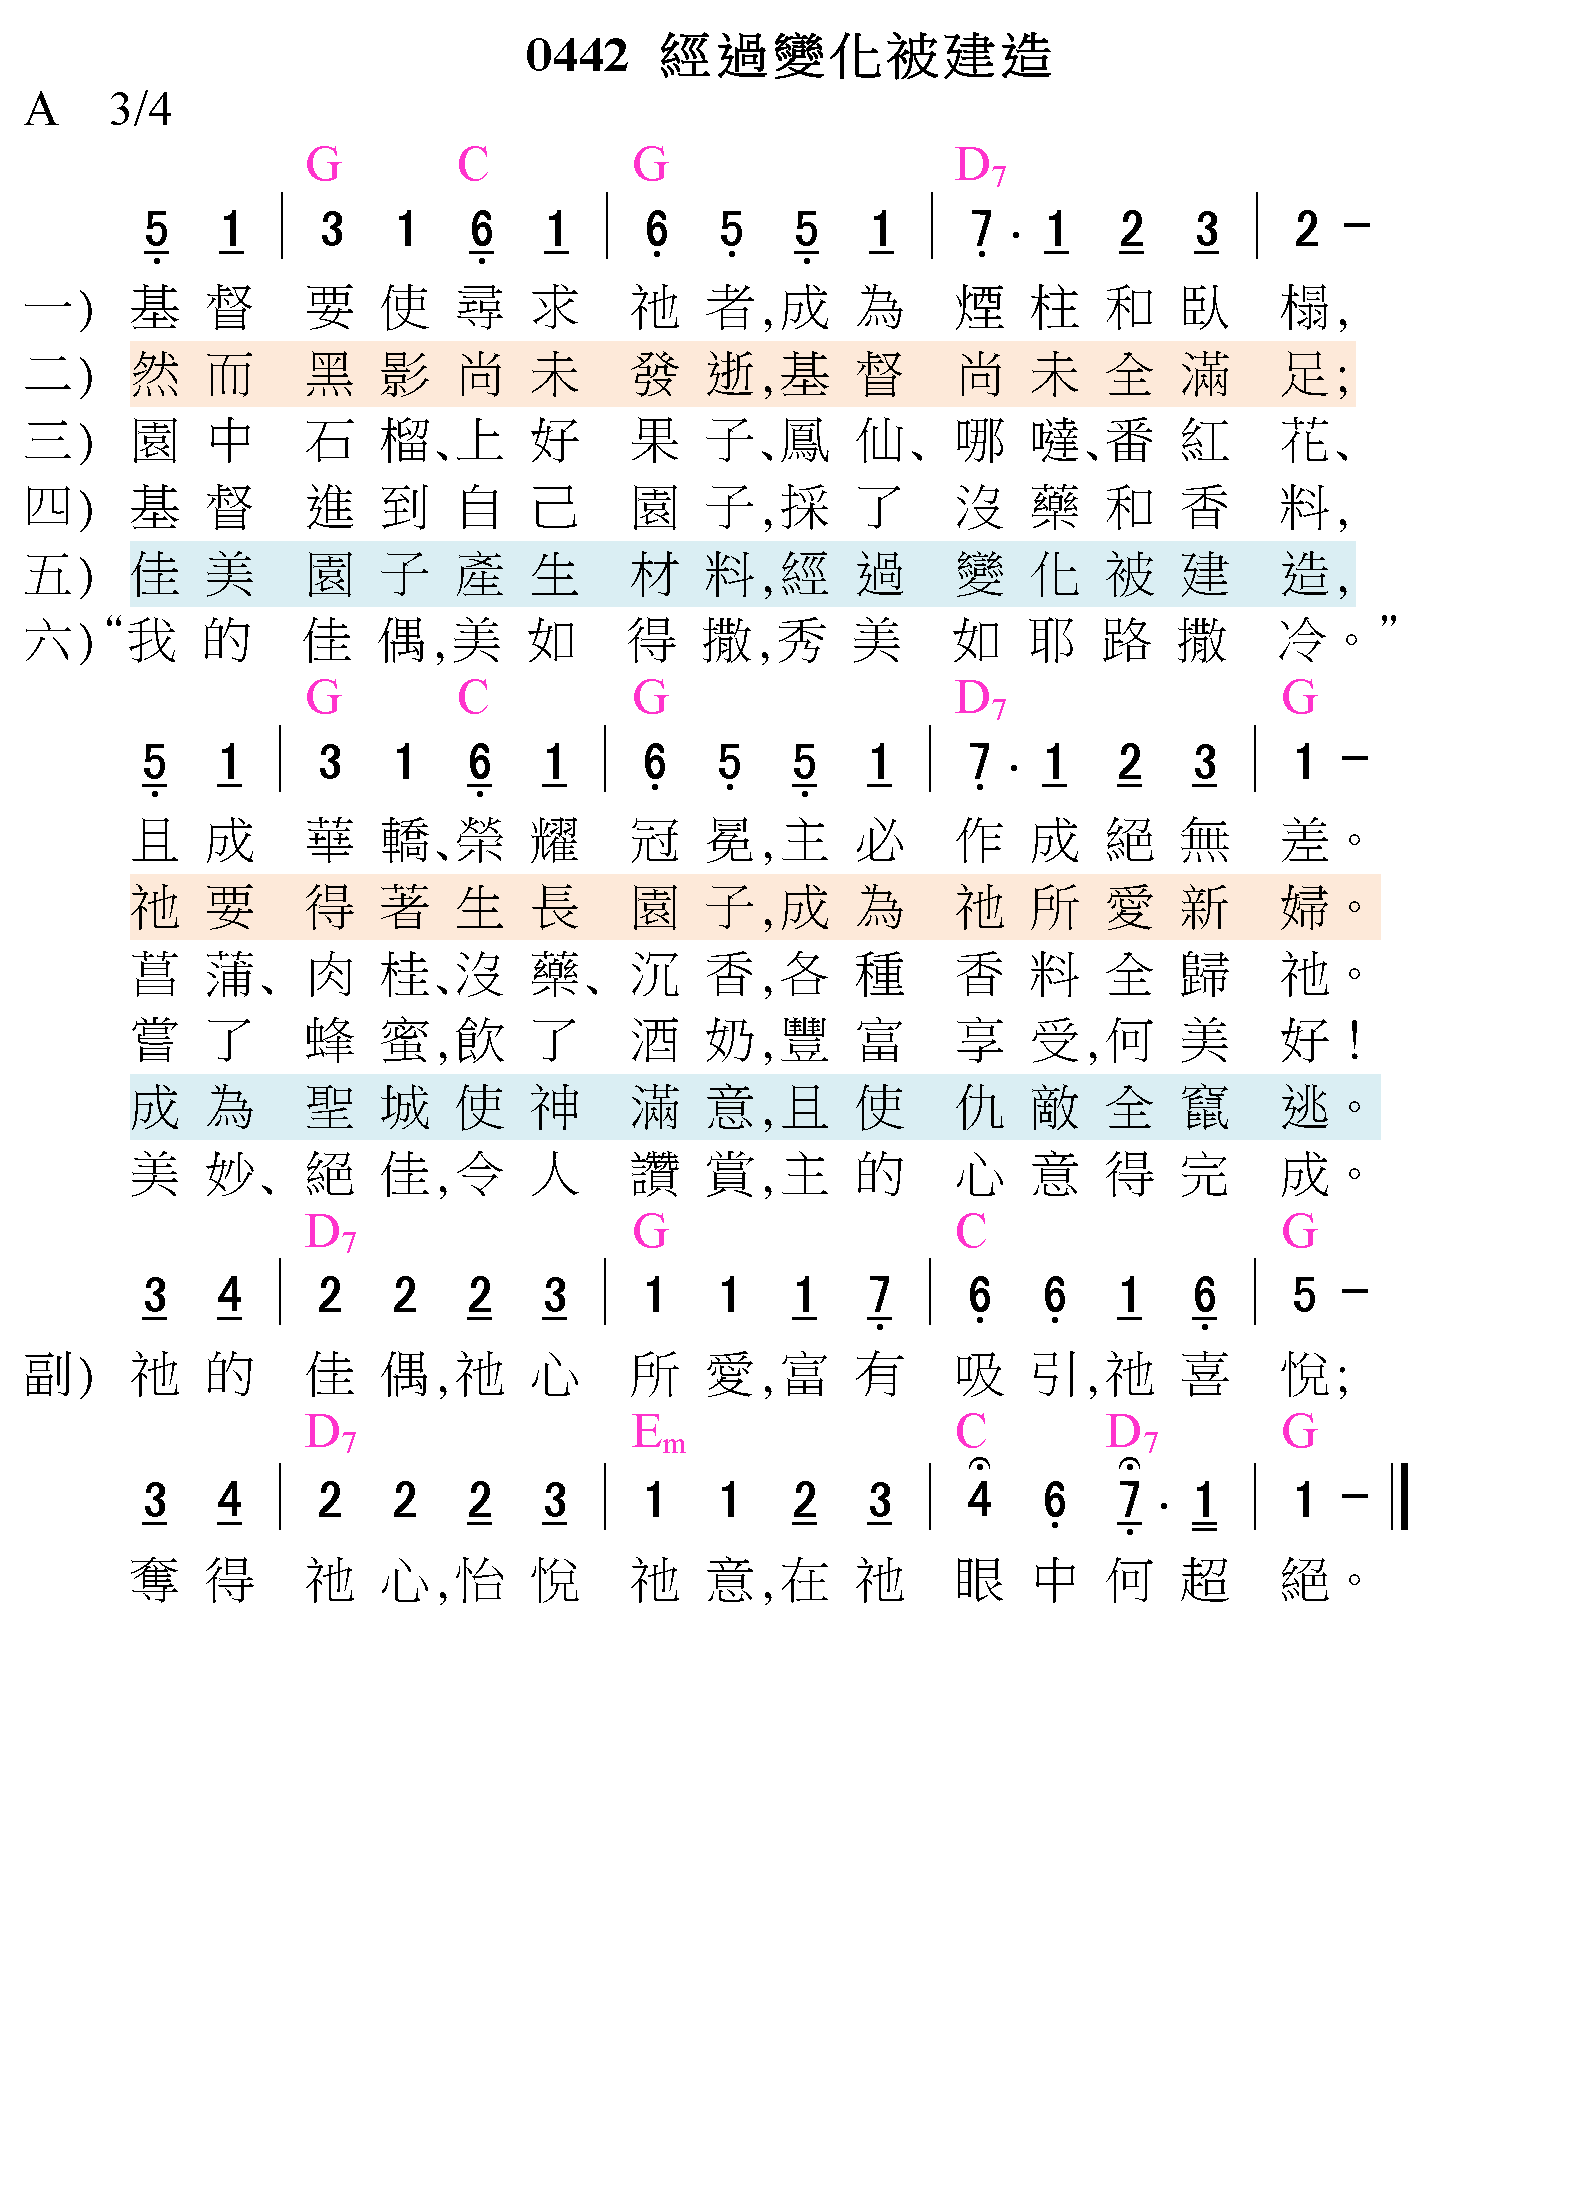 0442 經過變化被建造
A 3/4
G C G D7
5 1 | 3 1 6 1 | 6 5 5 1 | 7 · 1 2 3 | 2 –
一) 基督要使尋求祂者,成為煙柱和臥榻,
二) 然而黑影尚未發逝,基督尚未全滿足;
三) 園中石榴、上好果子、鳳仙、哪噠、番紅花、
四) 基督進到自己園子,採了沒藥和香料,
五) 佳美園子產生材料,經過變化被建造,
六) “我的佳偶,美如得撒,秀美如耶路撒冷。”
G C G D7 G
5 1 | 3 1 6 1 | 6 5 5 1 | 7 · 1 2 3 | 1 –
且成華轎、榮耀冠冕,主必作成絕無差。
祂要得著生長園子,成為祂所愛新婦。
菖蒲、肉桂、沒藥、沉香,各種香料全歸祂。
嘗了蜂蜜,飲了酒奶,豐富享受,何美好!
成為聖城使神滿意,且使仇敵全竄逃。
美妙、絕佳,令人讚賞,主的心意得完成。
D7 G C G
3 4 | 2 2 2 3 | 1 1 1 7 | 6 6 1 6 | 5 –
副) 祂的佳偶,祂心所愛,富有吸引,祂喜悅;
D7 Em C D7 G
3 4 | 2 2 2 3 | 1 1 2 3 | 4 6 7 · 1 | 1 – ‖
奪得祂心,怡悅祂意,在祂眼中何超絕。